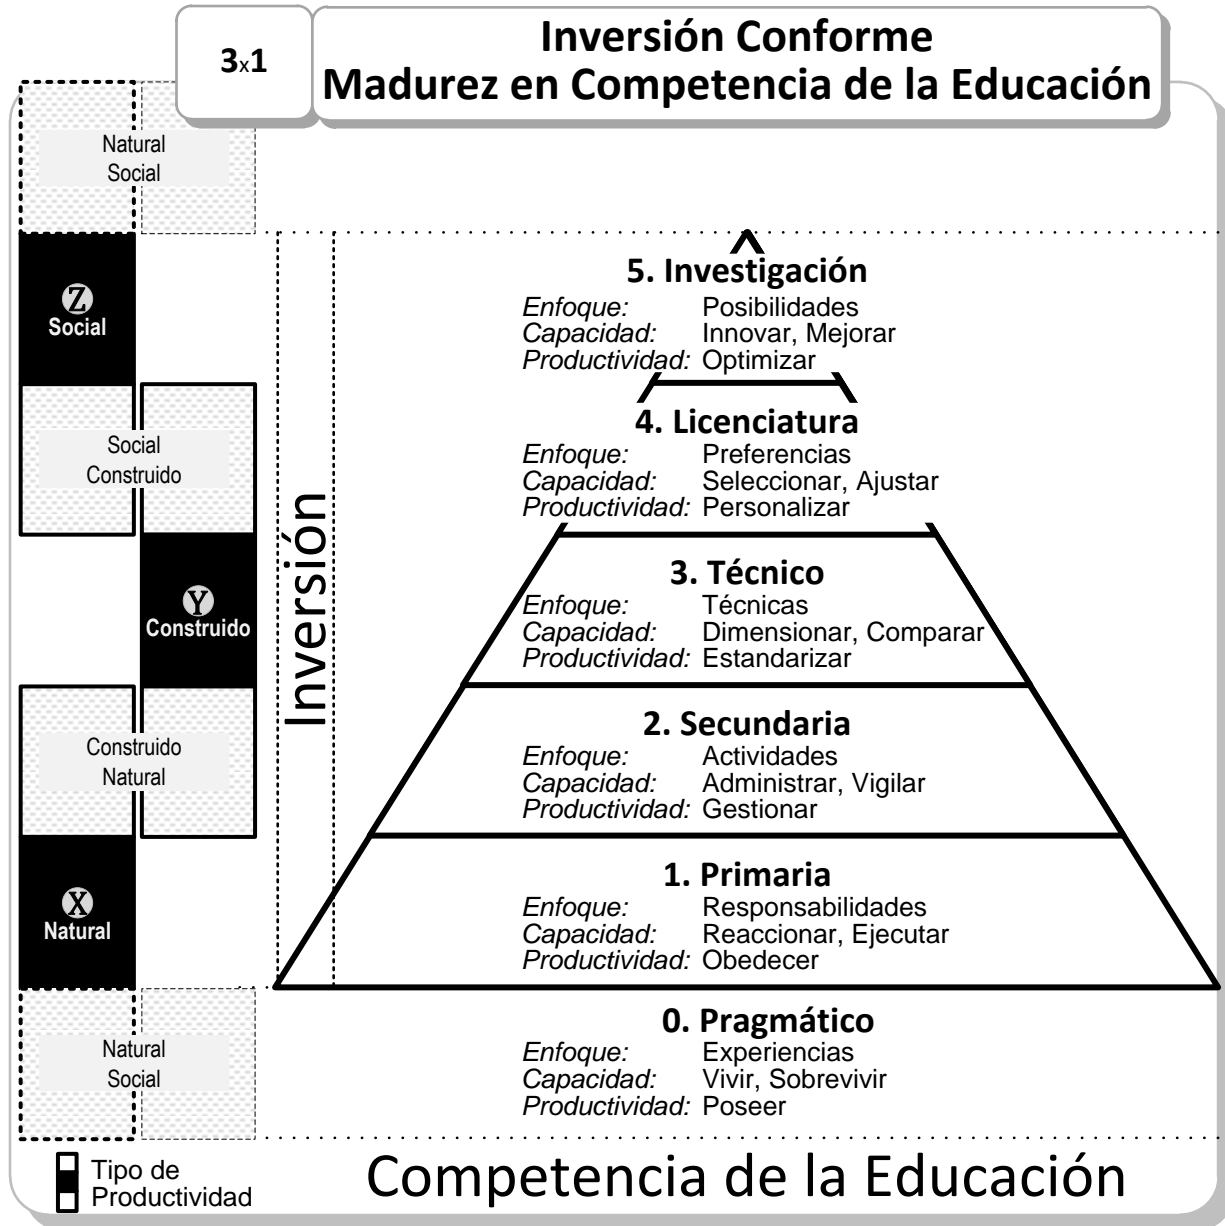 3x1
Inversión Conforme
Madurez en Competencia de la Educación
Natural
Social
Z
Social
Social
Construido
Y
Construido
Construido
Natural
X
Natural
Natural
Social
Tipo de
Productividad
Inversión
5. Investigación
Enfoque: Posibilidades
Capacidad: Innovar, Mejorar
Productividad: Optimizar
4. Licenciatura
Enfoque: Preferencias
Capacidad: Seleccionar, Ajustar
Productividad: Personalizar
3. Técnico
Enfoque: Técnicas
Capacidad: Dimensionar, Comparar
Productividad: Estandarizar
2. Secundaria
Enfoque: Actividades
Capacidad: Administrar, Vigilar
Productividad: Gestionar
1. Primaria
Enfoque: Responsabilidades
Capacidad: Reaccionar, Ejecutar
Productividad: Obedecer
0. Pragmático
Enfoque: Experiencias
Capacidad: Vivir, Sobrevivir
Productividad: Poseer
Competencia de la Educación